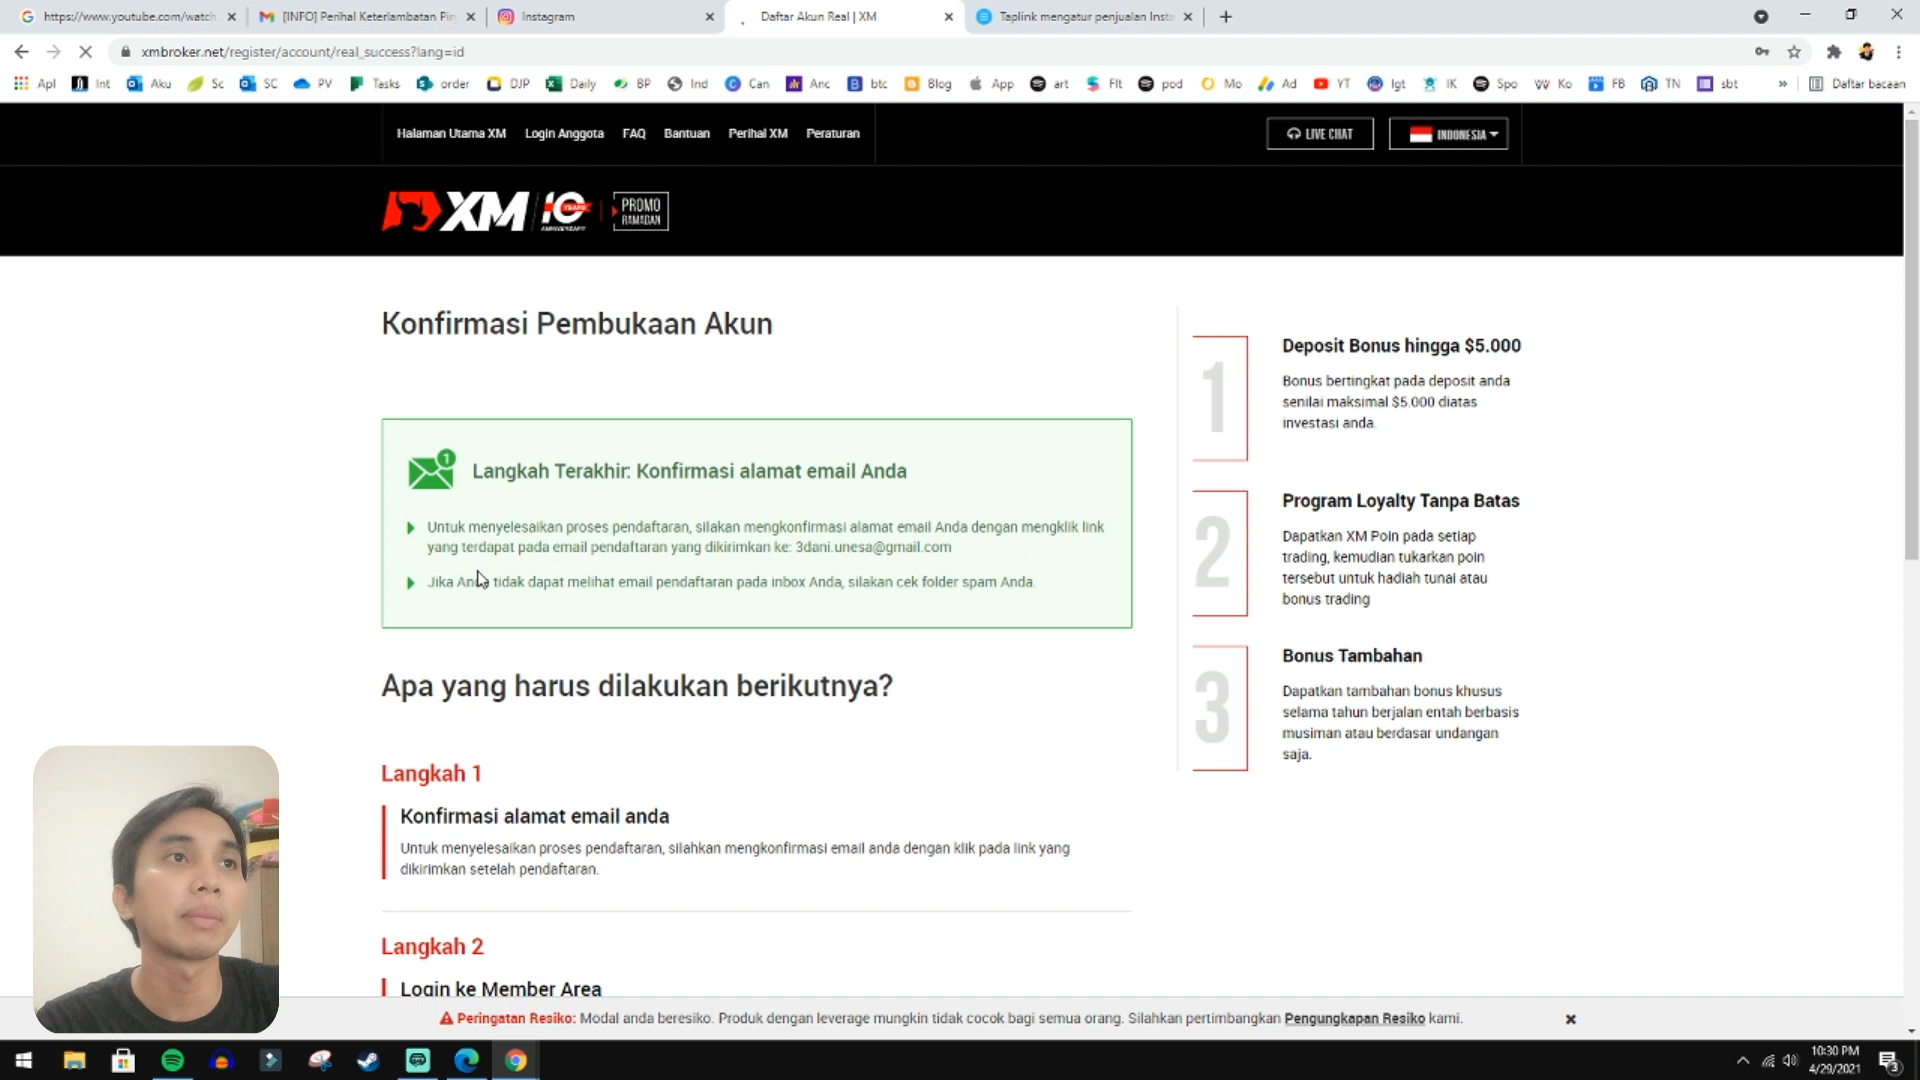 https://www.youtube.com/watch
[INFO] Perihal Keterlambatan Pin
Instagram
Daftar Akun Real | XM
Taplink mengatur penjualan Insta
xmbroker.net/register/account/real_success?lang=id
Apl Int Aku Sc SC PV Tasks order DJP Daily BP Ind Can Anc btc Blog App art Flt pod Mo Ad YT Igt IK Spo Ko FB TN sbt » Daftar bacaan
Halaman Utama XM Login Anggota FAQ Bantuan Perihal XM Peraturan
LIVE CHAT
INDONESIA
XM 10 YEARS ANNIVERSARY
PROMO
RAMADAN
Konfirmasi Pembukaan Akun
1
Langkah Terakhir: Konfirmasi alamat email Anda
Untuk menyelesaikan proses pendaftaran, silakan mengkonfirmasi alamat email Anda dengan mengklik link
yang terdapat pada email pendaftaran yang dikirimkan ke: 3dani.unesa@gmail.com
Jika Anda tidak dapat melihat email pendaftaran pada inbox Anda, silakan cek folder spam Anda.
Apa yang harus dilakukan berikutnya?
Langkah 1
Konfirmasi alamat email anda
Untuk menyelesaikan proses pendaftaran, silahkan mengkonfirmasi email anda dengan klik pada link yang
dikirimkan setelah pendaftaran.
Langkah 2
Login ke Member Area
1
Deposit Bonus hingga $5.000
Bonus bertingkat pada deposit anda
senilai maksimal $5.000 diatas
investasi anda.
2
Program Loyalty Tanpa Batas
Dapatkan XM Poin pada setiap
trading, kemudian tukarkan poin
tersebut untuk hadiah tunai atau
bonus trading
3
Bonus Tambahan
Dapatkan tambahan bonus khusus
selama tahun berjalan entah berbasis
musiman atau berdasar undangan
saja.
Peringatan Resiko: Modal anda beresiko. Produk dengan leverage mungkin tidak cocok bagi semua orang. Silahkan pertimbangkan Pengungkapan Resiko kami.
10:30 PM
4/29/2021
3